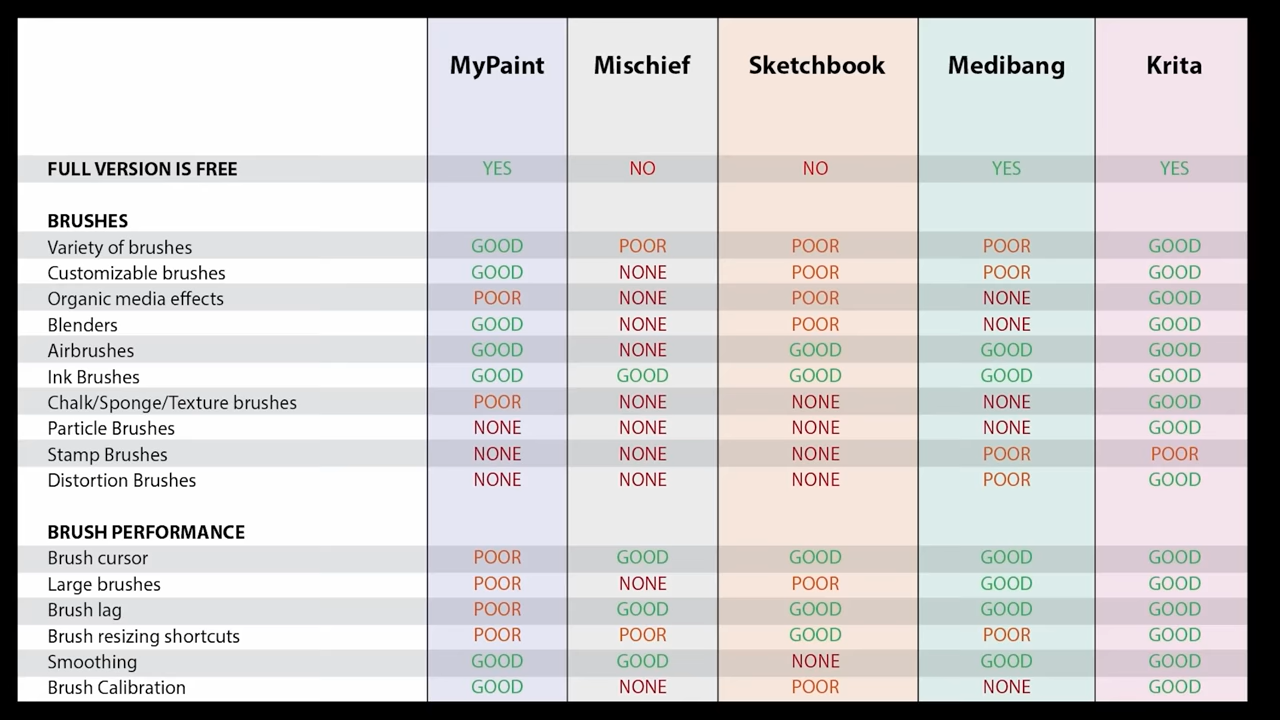 MyPaint Mischief Sketchbook Medibang Krita
FULL VERSION IS FREE YES NO NO YES YES
BRUSHES
Variety of brushes GOOD POOR POOR POOR GOOD
Customizable brushes GOOD NONE POOR POOR GOOD
Organic media effects POOR NONE POOR NONE GOOD
Blenders GOOD NONE POOR NONE GOOD
Airbrushes GOOD NONE GOOD GOOD GOOD
Ink Brushes GOOD GOOD GOOD GOOD GOOD
Chalk/Sponge/Texture brushes POOR NONE NONE NONE GOOD
Particle Brushes NONE NONE NONE NONE GOOD
Stamp Brushes NONE NONE NONE POOR POOR
Distortion Brushes NONE NONE NONE POOR GOOD
BRUSH PERFORMANCE
Brush cursor POOR GOOD GOOD GOOD GOOD
Large brushes POOR NONE POOR GOOD GOOD
Brush lag POOR GOOD GOOD GOOD GOOD
Brush resizing shortcuts POOR POOR GOOD POOR GOOD
Smoothing GOOD GOOD NONE GOOD GOOD
Brush Calibration GOOD NONE POOR NONE GOOD